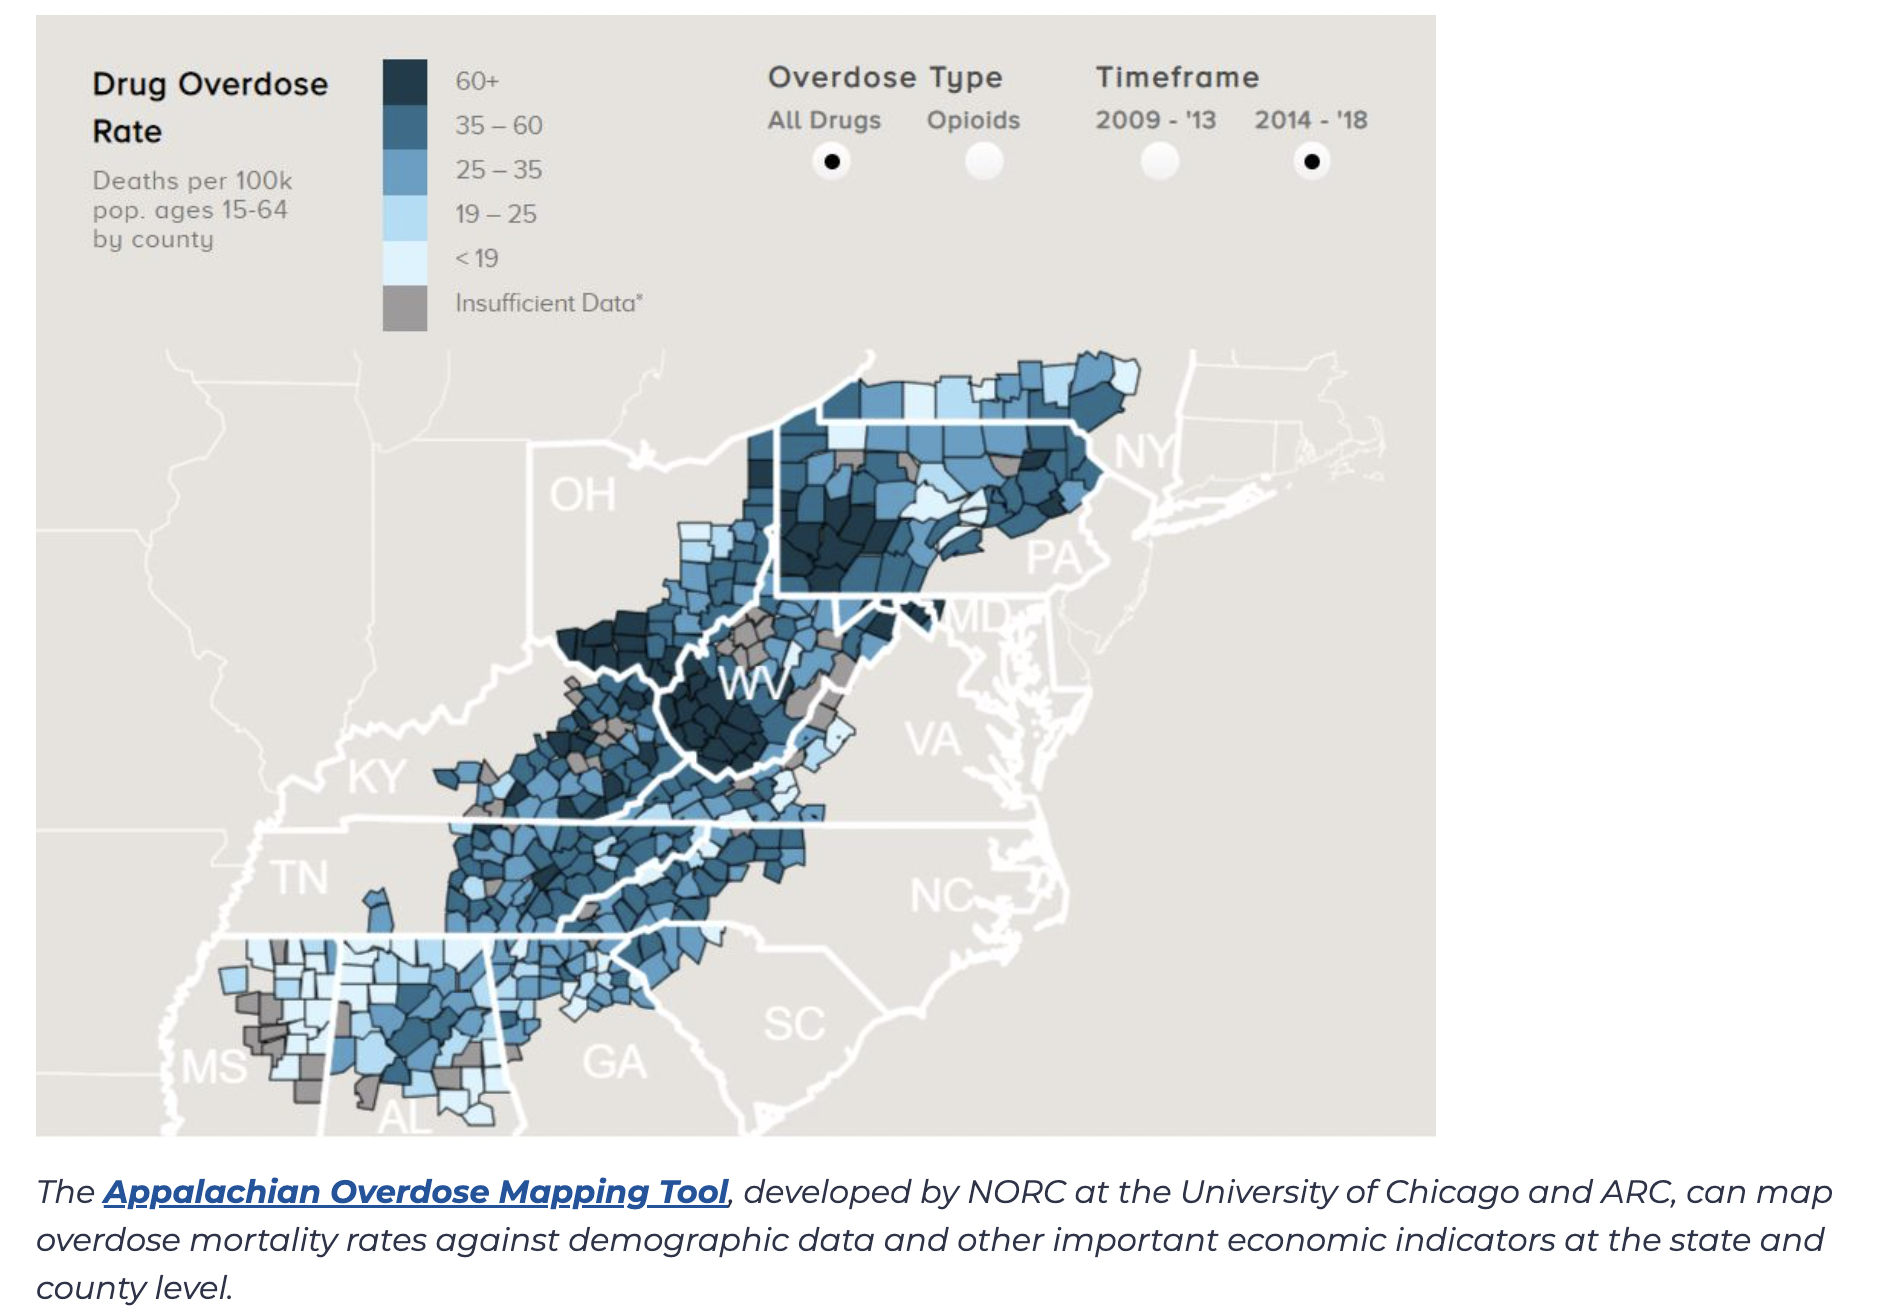 Drug Overdose
Rate
Deaths per 100k
pop. ages 15-64
by county
60+
35 – 60
25 – 35
19 – 25
< 19
Insufficient Data*
Overdose Type
All Drugs
Opioids
Timeframe
2009 - '13
2014 - '18
NY
OH
PA
MD
WV
VA
KY
TN
NC
SC
MS
GA
AL
The Appalachian Overdose Mapping Tool, developed by NORC at the University of Chicago and ARC, can map
overdose mortality rates against demographic data and other important economic indicators at the state and
county level.